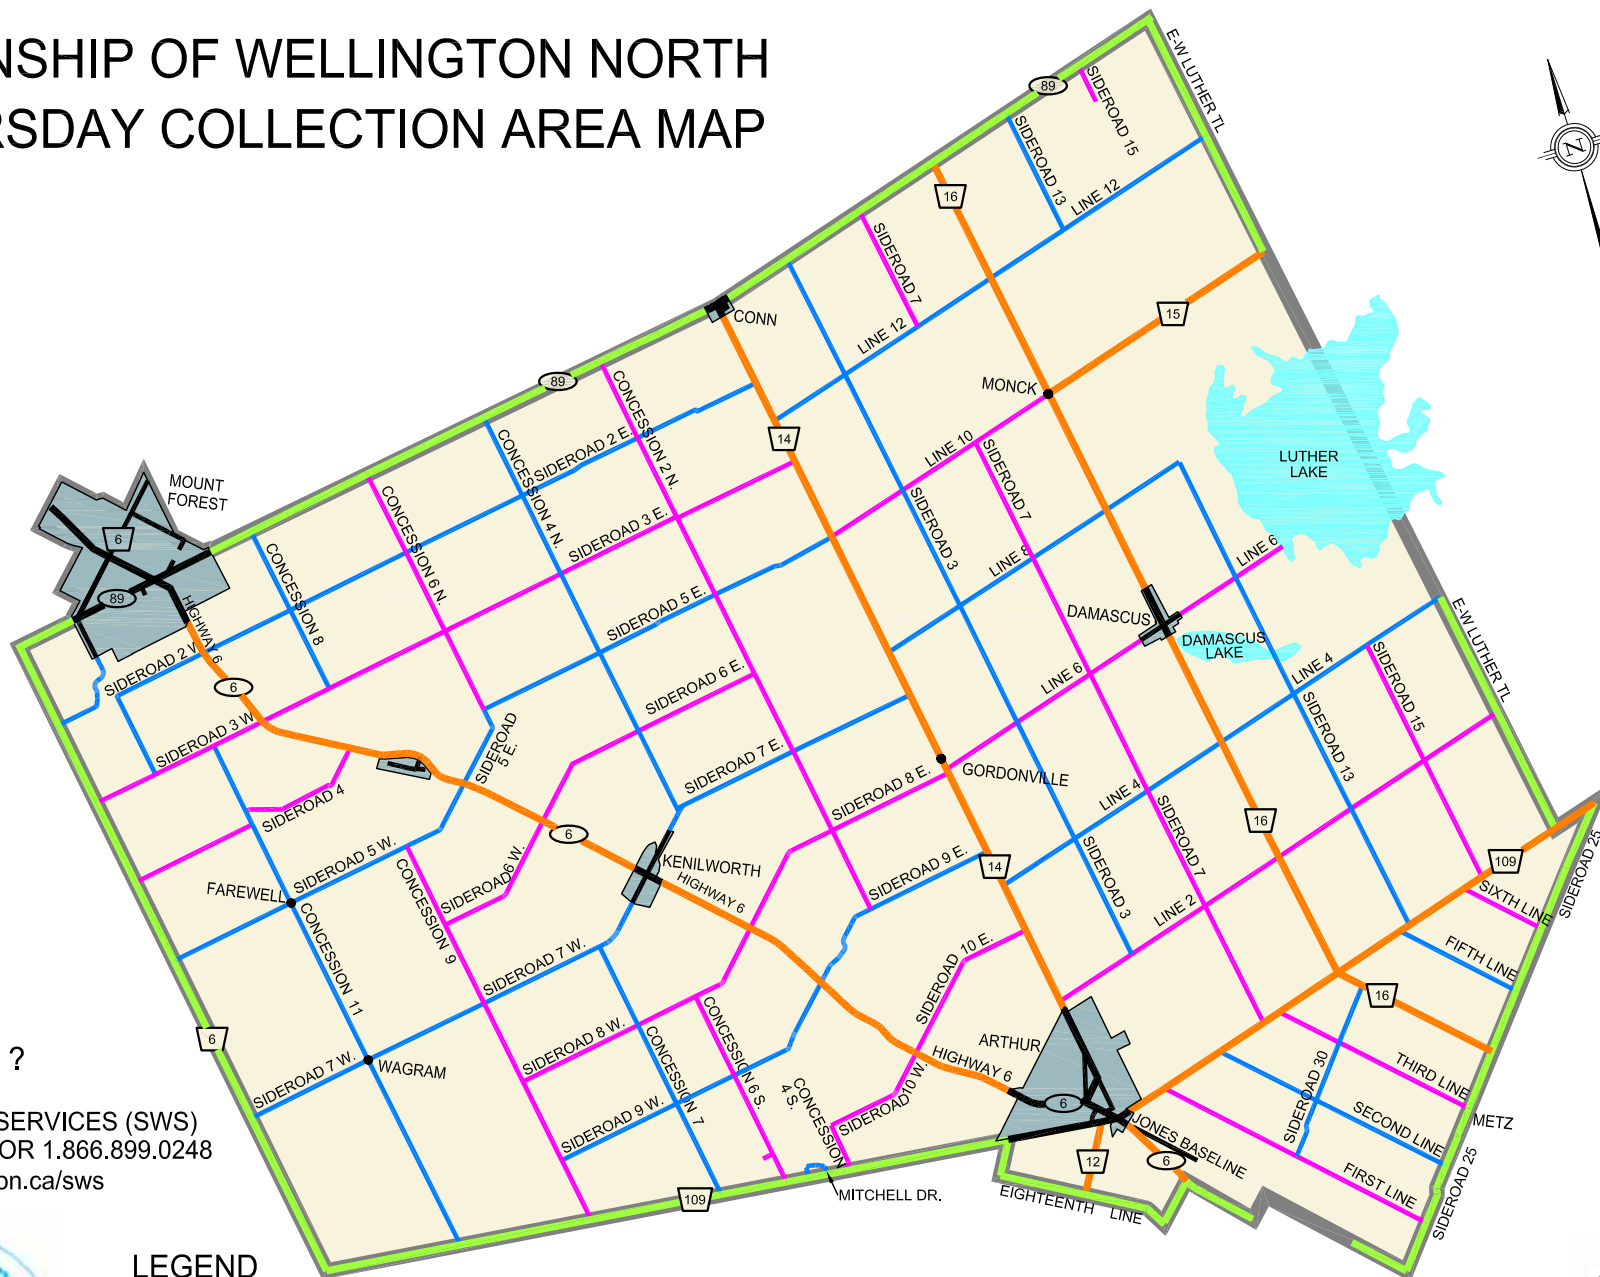 NSHIP OF WELLINGTON NORTH
RSDAY COLLECTION AREA MAP
E-W LUTHER TL
N
89
SIDEROAD 15
SIDEROAD 13
LINE 12
16
SIDEROAD 7
LINE 12
15
CONN
89
MONCK
CONCESSION 2 N.
14
SIDEROAD 2 E.
CONCESSION 4 N.
LINE 10
SIDEROAD 7
LUTHER
LAKE
MOUNT
FOREST
6
89
CONCESSION 6 N.
SIDEROAD 3 E.
SIDEROAD 3
LINE 8
LINE 6
CONCESSION 8
HIGHWAY 6
SIDEROAD 2 W.
SIDEROAD 5 E.
DAMASCUS
DAMASCUS
LAKE
E-W LUTHER TL
LINE 6
LINE 4
SIDEROAD 15
6
SIDEROAD 3 W.
SIDEROAD 6 E.
SIDEROAD 13
SIDEROAD
5 E.
SIDEROAD 7 E.
GORDONVILLE
SIDEROAD 8 E.
LINE 4
SIDEROAD 7
SIDEROAD 4
6
16
SIDEROAD 5 W.
KENILWORTH
HIGHWAY 6
SIDEROAD 6 W.
14
109
SIDEROAD 25
FAREWELL
SIDEROAD 9 E.
SIDEROAD 3
LINE 2
SIXTH LINE
CONCESSION 11
CONCESSION 9
SIDEROAD 7 W.
SIDEROAD 10 E.
FIFTH LINE
16
6
SIDEROAD 8 W.
CONCESSION 7
CONCESSION 6 S.
ARTHUR
HIGHWAY 6
THIRD LINE
?
WAGRAM
SIDEROAD 7 W.
CONCESSION
4 S.
SIDEROAD 10 W.
6
SIDEROAD 30
SECOND LINE
METZ
SERVICES (SWS)
OR 1.866.899.0248
on.ca/sws
SIDEROAD 9 W.
JONES BASELINE
12
6
FIRST LINE
SIDEROAD 25
109
MITCHELL DR.
EIGHTEENTH LINE
LEGEND